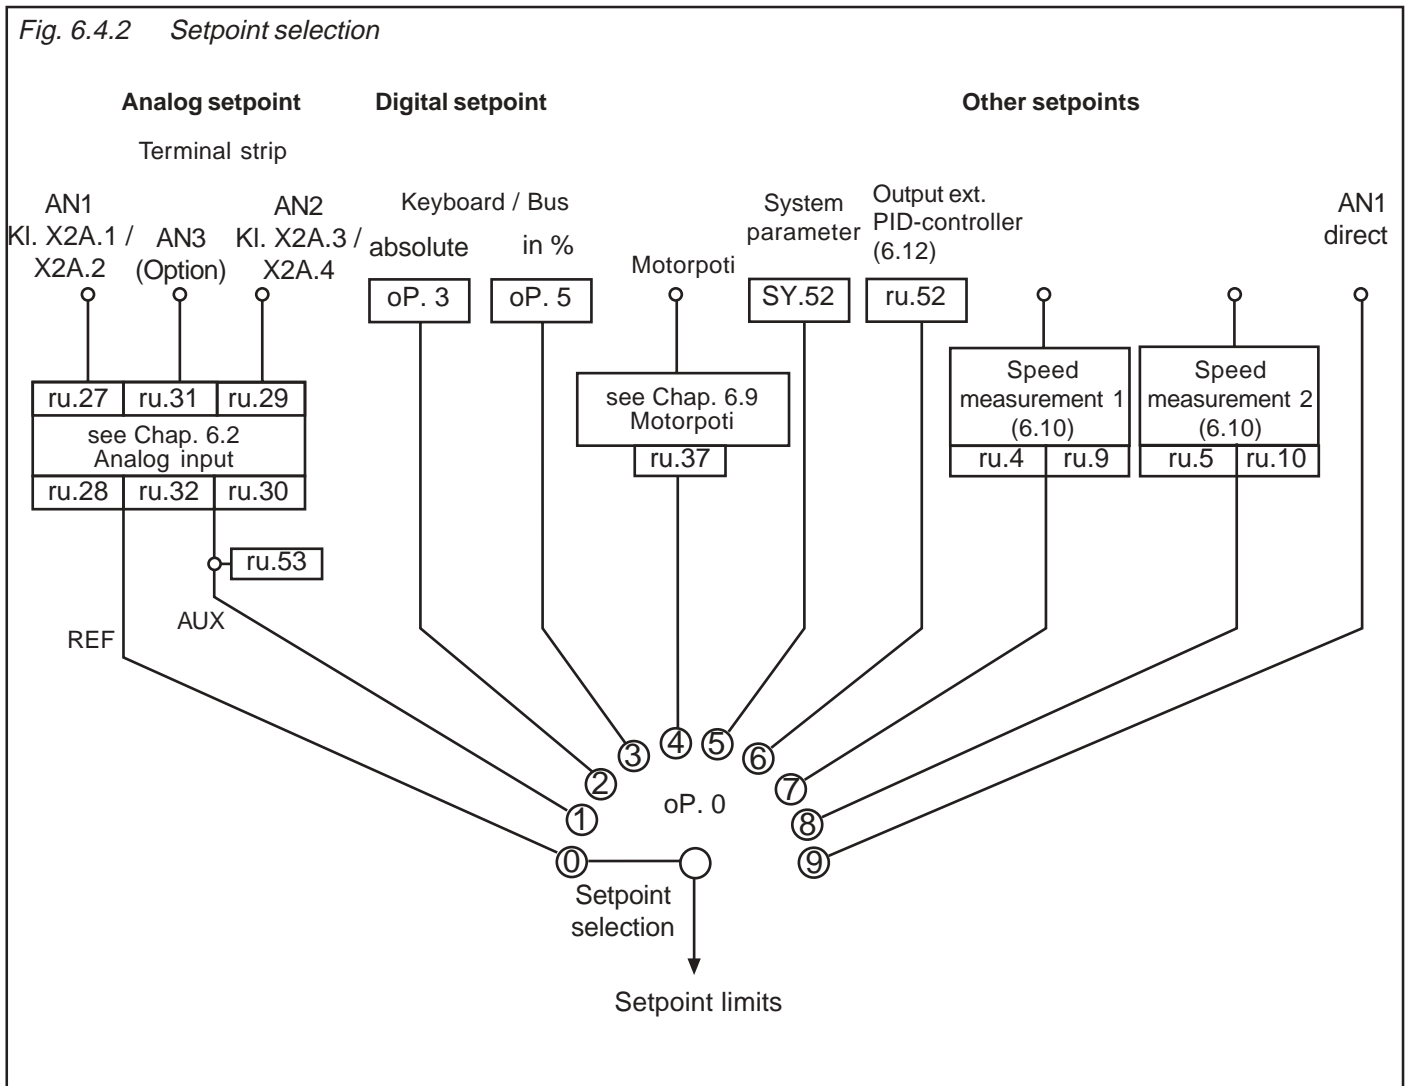 Fig. 6.4.2 Setpoint selection
Analog setpoint
Digital setpoint
Other setpoints
Terminal strip
AN1
Kl. X2A.1 /
X2A.2
AN3
(Option)
AN2
Kl. X2A.3 /
X2A.4
Keyboard / Bus
absolute
in %
Motorpoti
System
parameter
Output ext.
PID-controller
(6.12)
AN1
direct
oP. 3
oP. 5
SY.52
ru.52
ru.27
ru.31
ru.29
see Chap. 6.2
Analog input
ru.28
ru.32
ru.30
see Chap. 6.9
Motorpoti
ru.37
Speed
measurement 1
(6.10)
ru.4
ru.9
Speed
measurement 2
(6.10)
ru.5
ru.10
ru.53
REF
AUX
0
1
2
3
4
5
6
7
8
9
oP. 0
Setpoint
selection
Setpoint limits